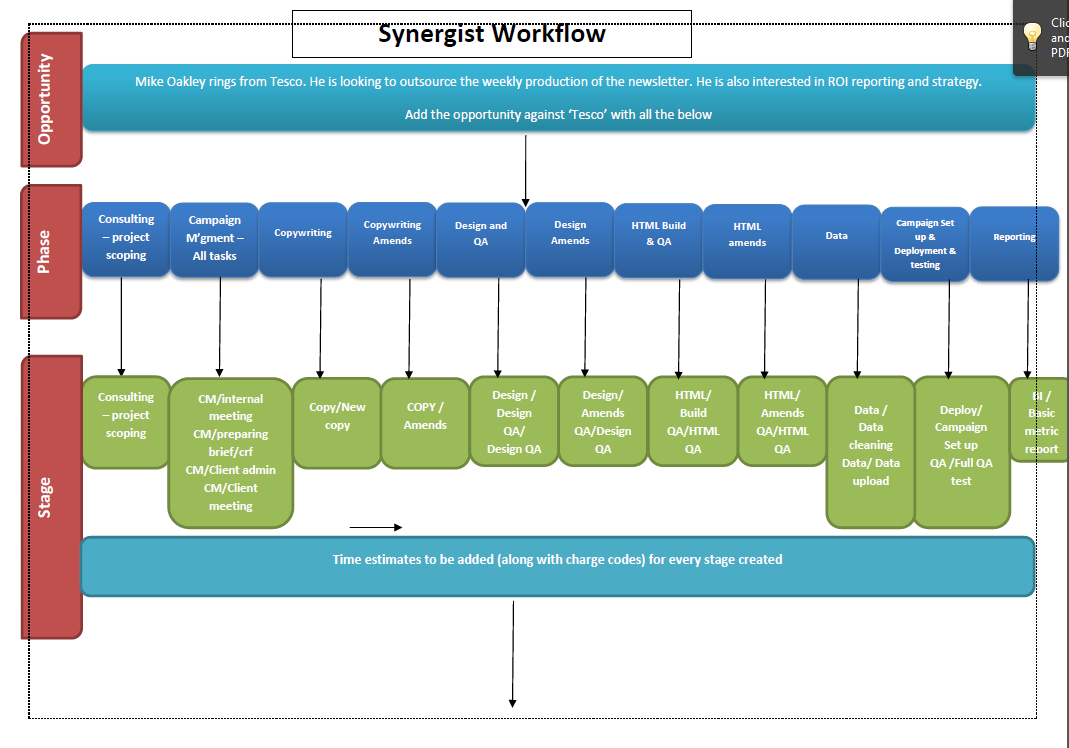 Synergist Workflow
Clic
and
PDF
Opportunity
Mike Oakley rings from Tesco. He is looking to outsource the weekly production of the newsletter. He is also interested in ROI reporting and strategy.
Add the opportunity against ‘Tesco’ with all the below
Phase
Consulting
– project
scoping
Campaign
M’gment –
All tasks
Copywriting
Copywriting
Amends
Design and
QA
Design
Amends
HTML Build
& QA
HTML
amends
Data
Campaign Set
up &
Deployment &
testing
Reporting
Stage
Consulting
– project
scoping
CM/internal
meeting
CM/preparing
brief/crf
CM/Client admin
CM/Client
meeting
Copy/New
copy
COPY /
Amends
Design /
Design
QA/
Design QA
Design/
Amends
QA/Design
QA
HTML/
Build
QA/HTML
QA
HTML/
Amends
QA/HTML
QA
Data /
Data
cleaning
Data/ Data
upload
Deploy/
Campaign
Set up
QA /Full QA
test
BI /
Basic
metric
report
Time estimates to be added (along with charge codes) for every stage created